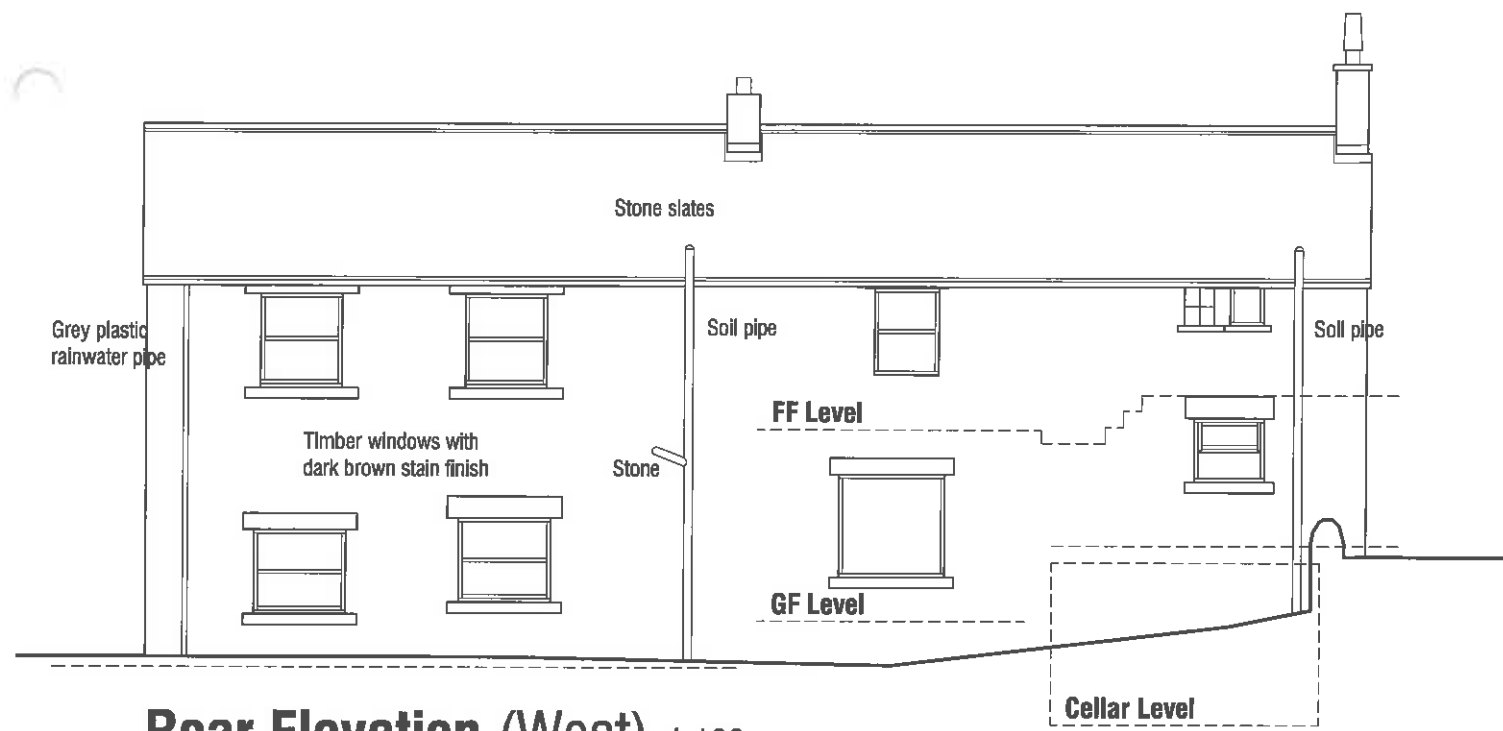 Stone slates
Grey plastic
rainwater pipe
Soil pipe
Soil pipe
FF Level
Timber windows with
dark brown stain finish
Stone
GF Level
Cellar Level
Rear Elevation (West)